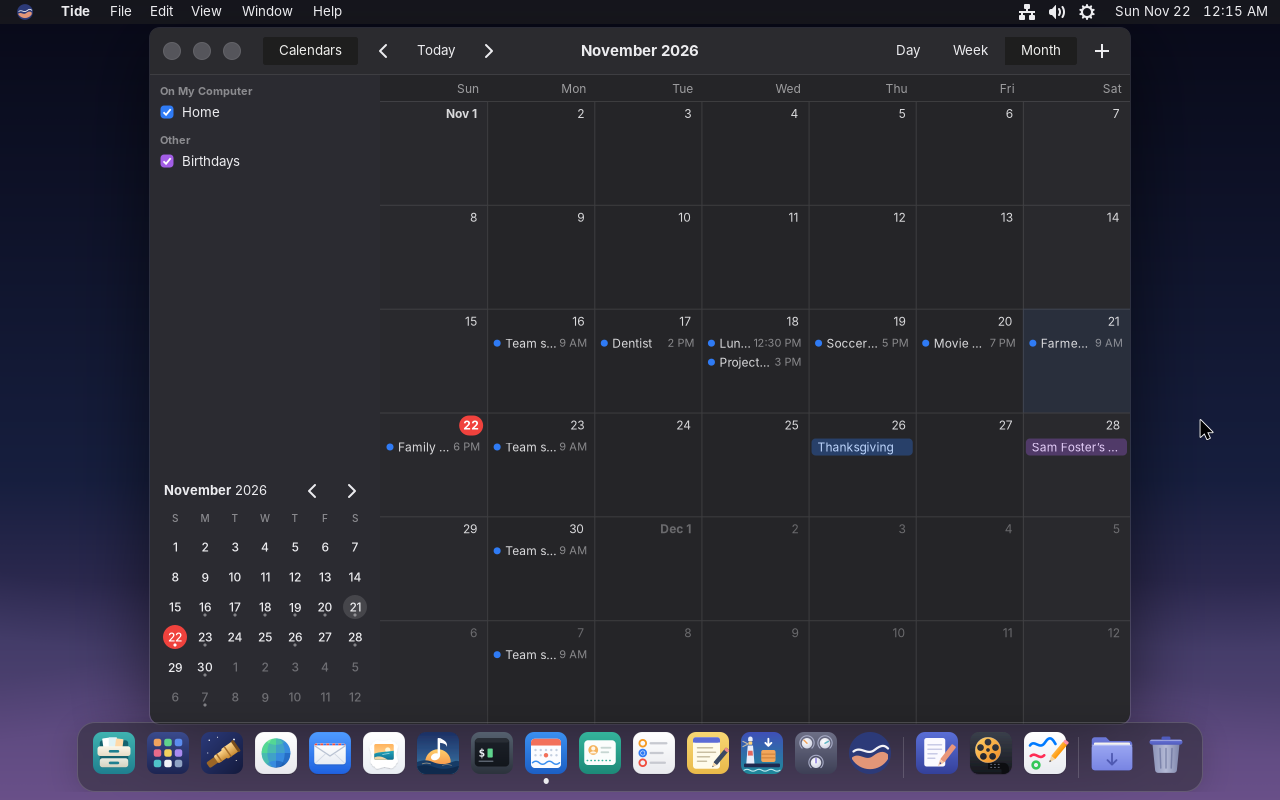 Tide File Edit View Window Help Sun Nov 22 12:15 AM
Calendars Today November 2026 Day Week Month
On My Computer
Home
Other
Birthdays
Sun Mon Tue Wed Thu Fri Sat
Nov 1 2 3 4 5 6 7
8 9 10 11 12 13 14
15 16 17 18 19 20 21
Team s... 9 AM Dentist 2 PM Lun... 12:30 PM Soccer... 5 PM Movie ... 7 PM Farme... 9 AM
Project... 3 PM
22 23 24 25 26 27 28
Family ... 6 PM Team s... 9 AM Thanksgiving Sam Foster's ...
29 30 Dec 1 2 3 4 5
Team s... 9 AM
6 7 8 9 10 11 12
Team s... 9 AM
November 2026
S M T W T F S
1 2 3 4 5 6 7
8 9 10 11 12 13 14
15 16 17 18 19 20 21
22 23 24 25 26 27 28
29 30 1 2 3 4 5
6 7 8 9 10 11 12
$